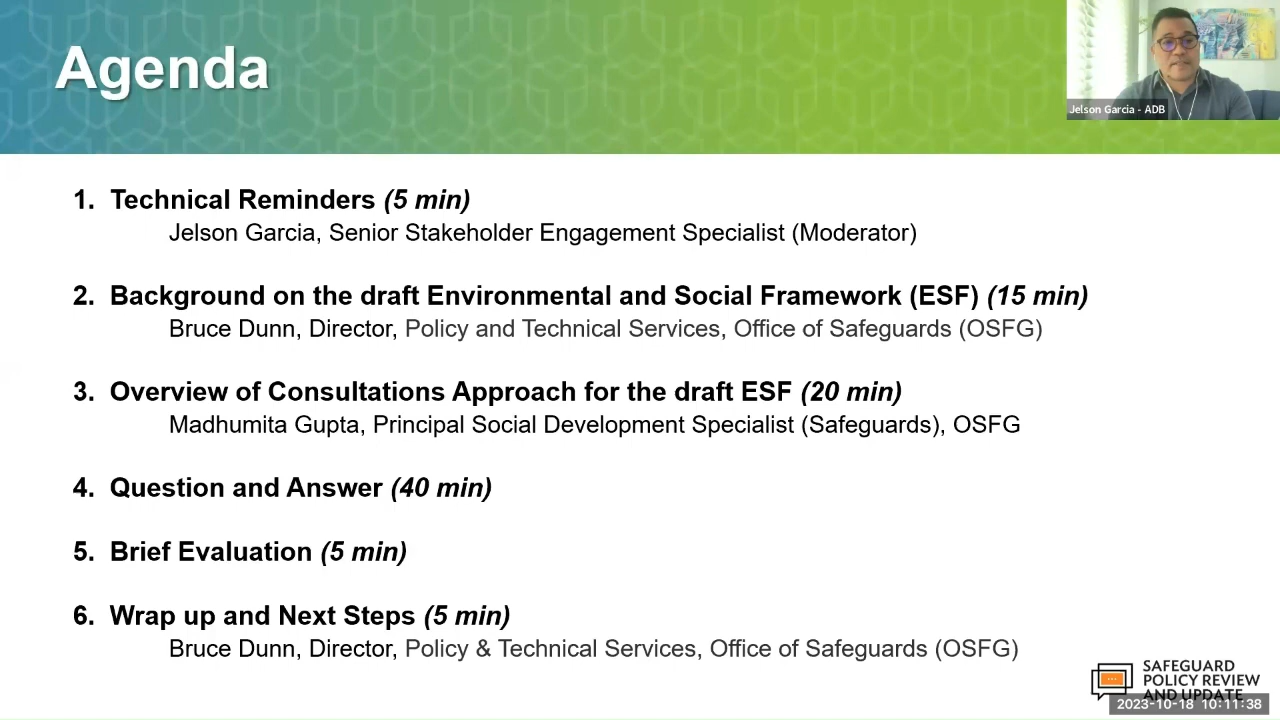 Agenda
Jelson Garcia - ADB
1. Technical Reminders (5 min)
Jelson Garcia, Senior Stakeholder Engagement Specialist (Moderator)
2. Background on the draft Environmental and Social Framework (ESF) (15 min)
Bruce Dunn, Director, Policy and Technical Services, Office of Safeguards (OSFG)
3. Overview of Consultations Approach for the draft ESF (20 min)
Madhumita Gupta, Principal Social Development Specialist (Safeguards), OSFG
4. Question and Answer (40 min)
5. Brief Evaluation (5 min)
6. Wrap up and Next Steps (5 min)
Bruce Dunn, Director, Policy & Technical Services, Office of Safeguards (OSFG)
SAFEGUARD
POLICY REVIEW
AND UPDATE
2023-10-18 10:11:38